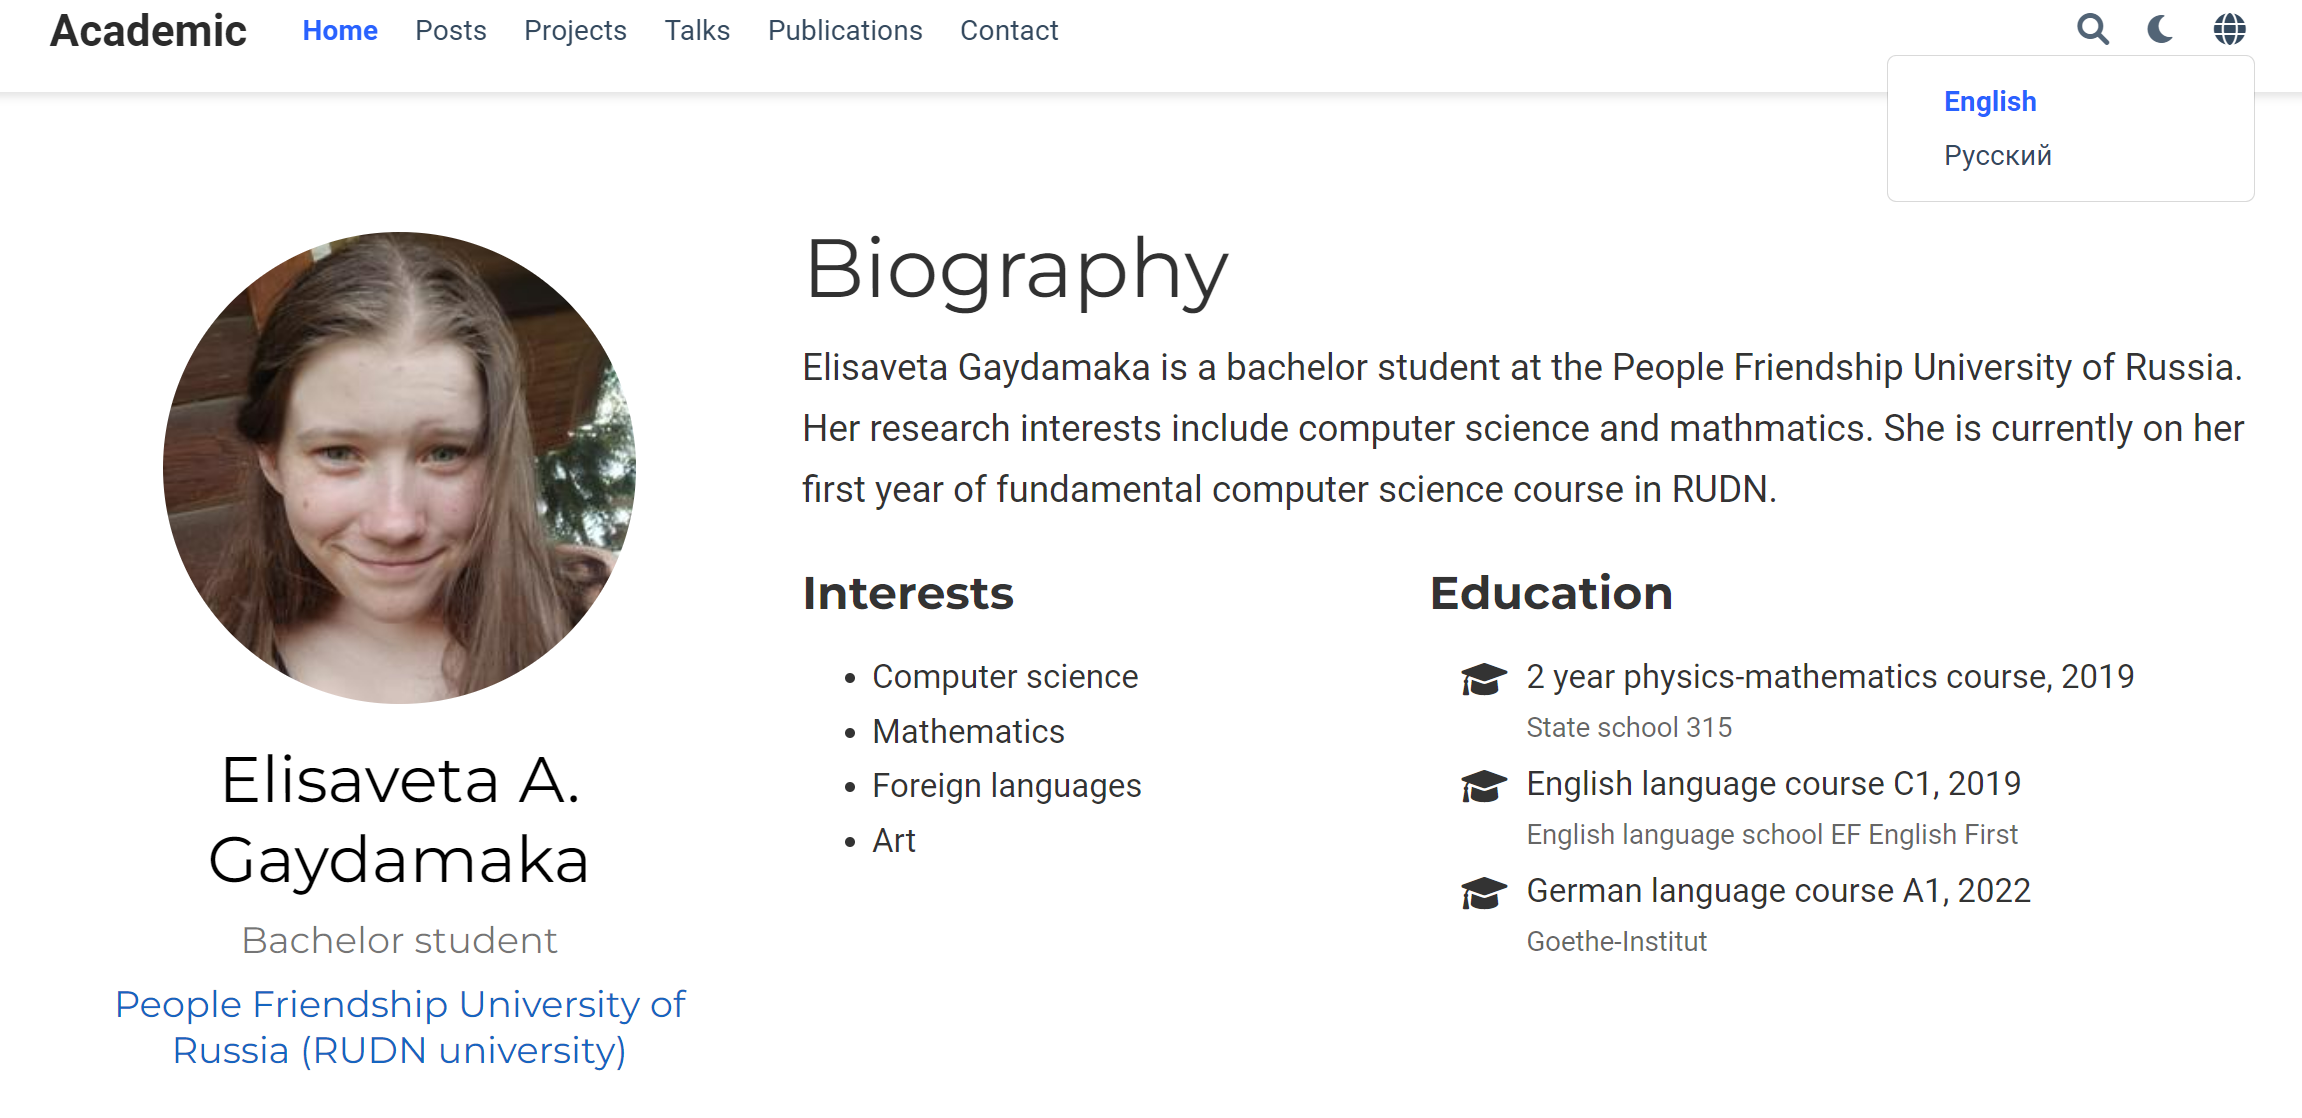 Academic Home Posts Projects Talks Publications Contact
English
Русский
Biography
Elisaveta Gaydamaka is a bachelor student at the People Friendship University of Russia.
Her research interests include computer science and mathmatics. She is currently on her
first year of fundamental computer science course in RUDN.
Interests
Computer science
Mathematics
Foreign languages
Art
Education
2 year physics-mathematics course, 2019
State school 315
English language course C1, 2019
English language school EF English First
German language course A1, 2022
Goethe-Institut
Elisaveta A.
Gaydamaka
Bachelor student
People Friendship University of
Russia (RUDN university)